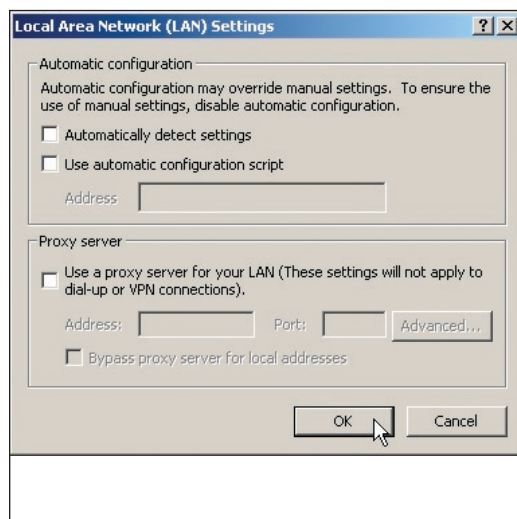 Local Area Network (LAN) Settings
Automatic configuration
Automatic configuration may override manual settings. To ensure the
use of manual settings, disable automatic configuration.
Automatically detect settings
Use automatic configuration script
Address
Proxy server
Use a proxy server for your LAN (These settings will not apply to
dial-up or VPN connections).
Address: Port: Advanced...
Bypass proxy server for local addresses
OK Cancel